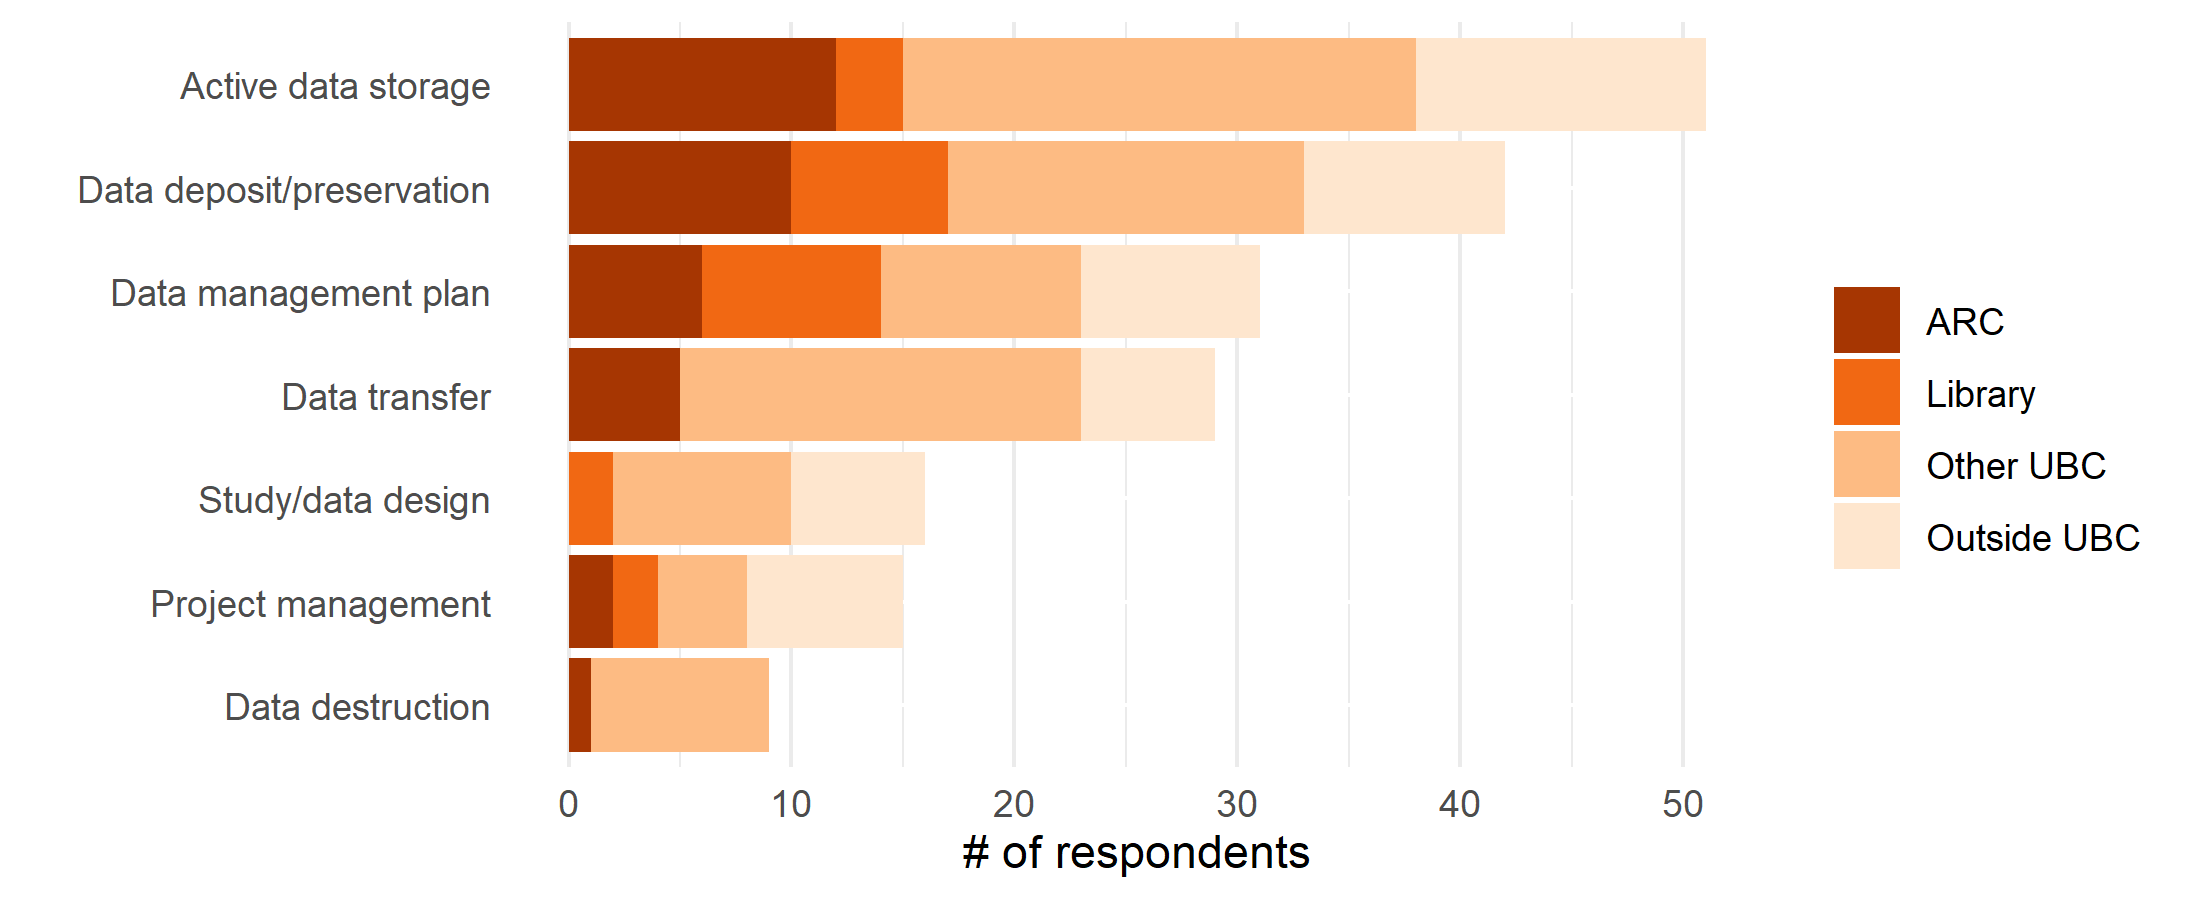 Active data storage
Data deposit/preservation
Data management plan
Data transfer
Study/data design
Project management
Data destruction
0 10 20 30 40 50
# of respondents
ARC
Library
Other UBC
Outside UBC